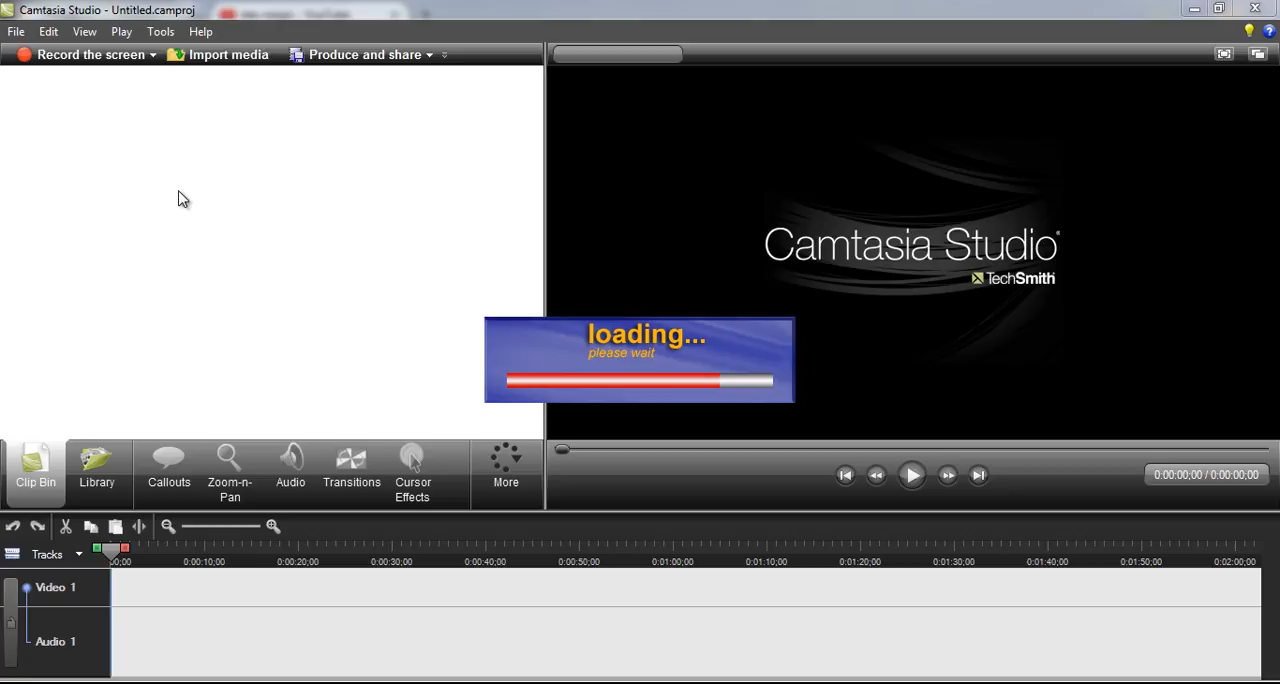 Camtasia Studio - Untitled.camproj
File Edit View Play Tools Help
Record the screen Import media Produce and share
Camtasia Studio
TechSmith
loading...
please wait
Clip Bin Library Callouts Zoom-n-Pan Audio Transitions Cursor Effects More
0:00:00;00 / 0:00:00;00
Tracks
00;00 0:00:10;00 0:00:20;00 0:00:30;00 0:00:40;00 0:00:50;00 0:01:00;00 0:01:10;00 0:01:20;00 0:01:30;00 0:01:40;00 0:01:50;00 0:02:00;00
Video 1
Audio 1